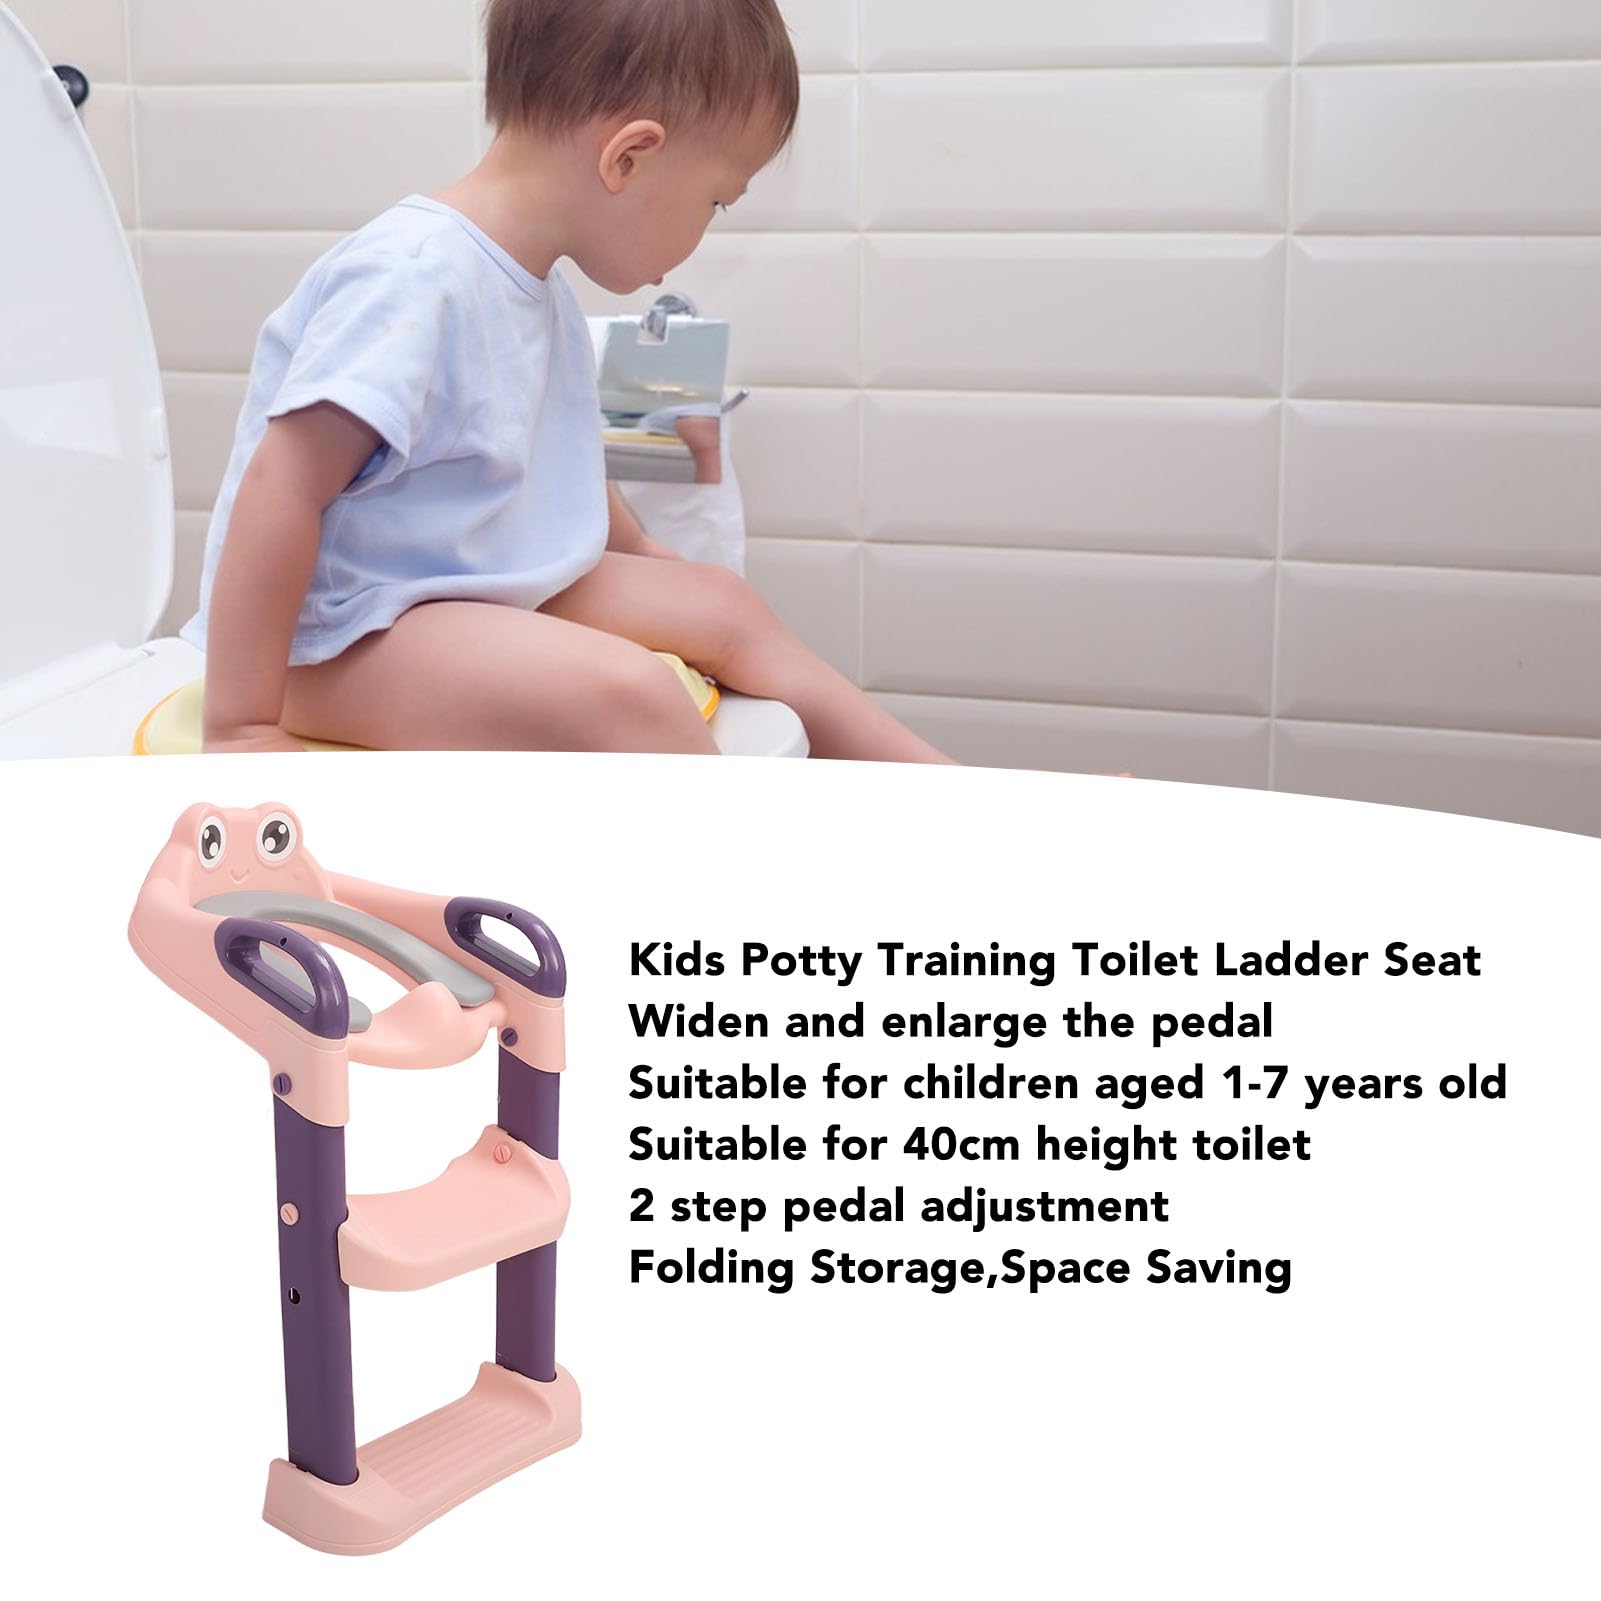 Kids Potty Training Toilet Ladder Seat
Widen and enlarge the pedal
Suitable for children aged 1-7 years old
Suitable for 40cm height toilet
2 step pedal adjustment
Folding Storage,Space Saving